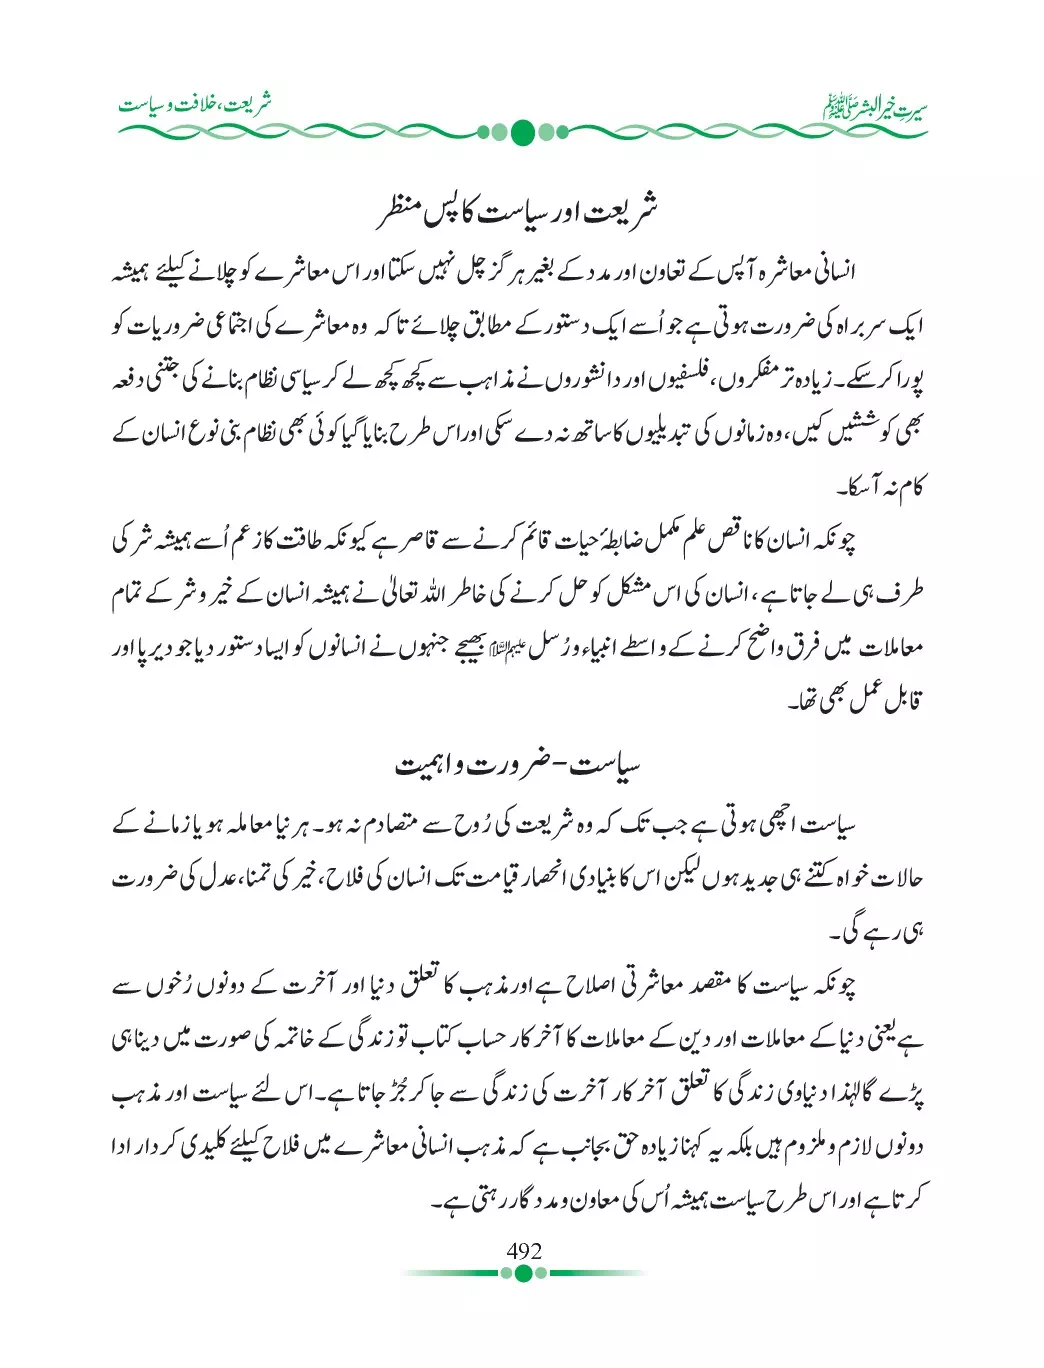 سیرتِ خیر البشر ﷺ
شریعت، خلافت و سیاست
شریعت اور سیاست کا پس منظر
انسانی معاشرہ آپس کے تعاون اور مدد کے بغیر ہر گز چل نہیں سکتا اور اس معاشرے کو چلانے کیلئے ہمیشہ
ایک سربراہ کی ضرورت ہوتی ہے جو اُسے ایک دستور کے مطابق چلائے تاکہ وہ معاشرے کی اجتماعی ضروریات کو
پورا کر سکے۔ زیادہ تر مفکروں، فلسفیوں اور دانشوروں نے مذاہب سے کچھ کچھ لے کر سیاسی نظام بنانے کی جتنی دفعہ
بھی کوششیں کیں، وہ زمانوں کی تبدیلیوں کا ساتھ نہ دے سکی اور اس طرح بنایا گیا کوئی بھی نظام بنی نوع انسان کے
کام نہ آسکا۔
چونکہ انسان کا ناقص علم مکمل ضابطۂ حیات قائم کرنے سے قاصر ہے کیونکہ طاقت کا زعم اُسے ہمیشہ شر کی
طرف ہی لے جاتا ہے، انسان کی اس مشکل کو حل کرنے کی خاطر اللہ تعالیٰ نے ہمیشہ انسان کے خیر و شر کے تمام
معاملات میں فرق واضح کرنے کے واسطے انبیاء و رُسل علیہم السلام بھیجے جنہوں نے انسانوں کو ایسا دستور دیا جو دیرپا اور
قابل عمل بھی تھا۔
سیاست - ضرورت و اہمیت
سیاست اچھی ہوتی ہے جب تک کہ وہ شریعت کی رُوح سے متصادم نہ ہو۔ ہر نیا معاملہ ہو یا زمانے کے
حالات خواہ کتنے ہی جدید ہوں لیکن اس کا بنیادی انحصار قیامت تک انسان کی فلاح، خیر کی تمنا، عدل کی ضرورت
ہی رہے گی۔
چونکہ سیاست کا مقصد معاشرتی اصلاح ہے اور مذہب کا تعلق دنیا اور آخرت کے دونوں رُخوں سے
ہے یعنی دنیا کے معاملات اور دین کے معاملات کا آخر کار حساب کتاب تو زندگی کے خاتمہ کی صورت میں دینا ہی
پڑے گا لہٰذا دنیاوی زندگی کا تعلق آخر کار آخرت کی زندگی سے جا کر جُڑ جاتا ہے۔ اس لئے سیاست اور مذہب
دونوں لازم و ملزوم ہیں بلکہ یہ کہنا زیادہ حق بجانب ہے کہ مذہب انسانی معاشرے میں فلاح کیلئے کلیدی کردار ادا
کرتا ہے اور اس طرح سیاست ہمیشہ اُس کی معاون و مددگار رہتی ہے۔
492